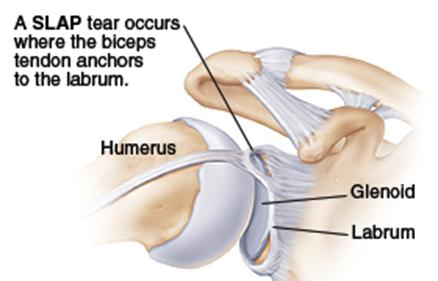 A SLAP tear occurs
where the biceps
tendon anchors
to the labrum.
Humerus
Glenoid
Labrum